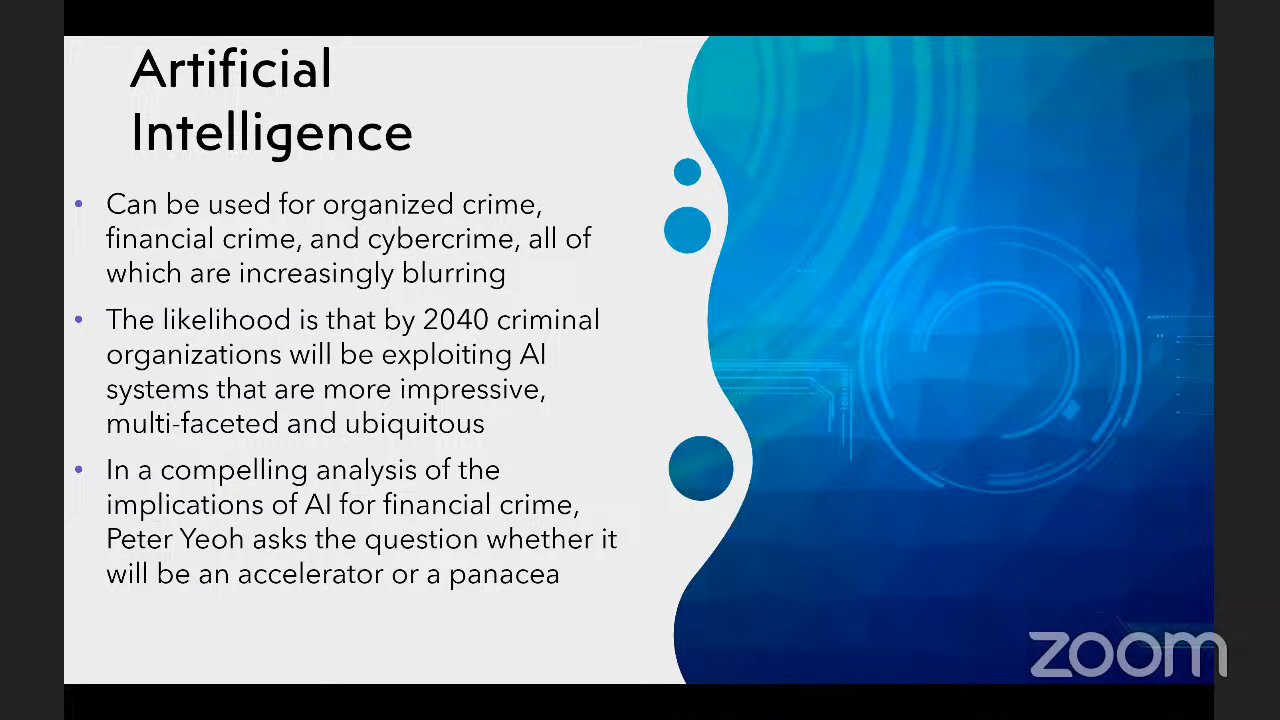 Artificial
Intelligence
• Can be used for organized crime,
financial crime, and cybercrime, all of
which are increasingly blurring
• The likelihood is that by 2040 criminal
organizations will be exploiting AI
systems that are more impressive,
multi-faceted and ubiquitous
• In a compelling analysis of the
implications of AI for financial crime,
Peter Yeoh asks the question whether it
will be an accelerator or a panacea
zoom